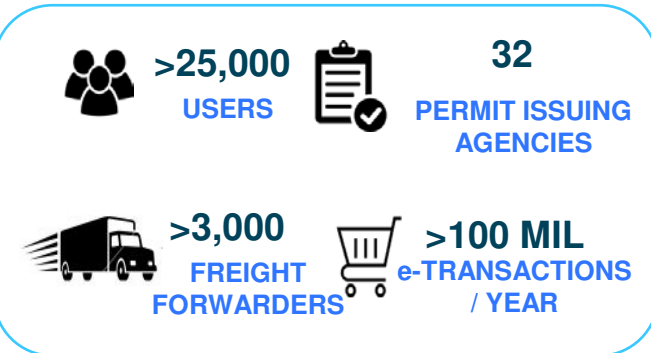 >25,000
USERS
32
PERMIT ISSUING
AGENCIES
>3,000
FREIGHT
FORWARDERS
>100 MIL
e-TRANSACTIONS
/ YEAR